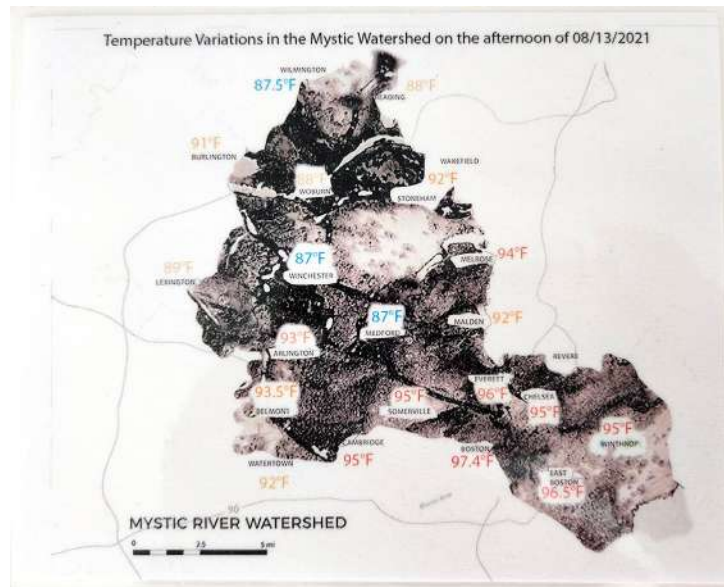 Temperature Variations in the Mystic Watershed on the afternoon of 08/13/2021
WILMINGTON
87.5°F
READING
88°F
91°F
BURLINGTON
88°F
WOBURN
WAKEFIELD
92°F
STONEHAM
94°F
MELROSE
87°F
WINCHESTER
89°F
LEXINGTON
87°F
MEDFORD
92°F
MALDEN
93°F
ARLINGTON
REVERE
93.5°F
BELMONT
95°F
SOMERVILLE
EVERETT
96°F
CHELSEA
95°F
95°F
WINTHROP
CAMBRIDGE
95°F
BOSTON
97.4°F
WATERTOWN
92°F
EAST
BOSTON
96.5°F
90
MYSTIC RIVER WATERSHED
0 2.5 5 mi